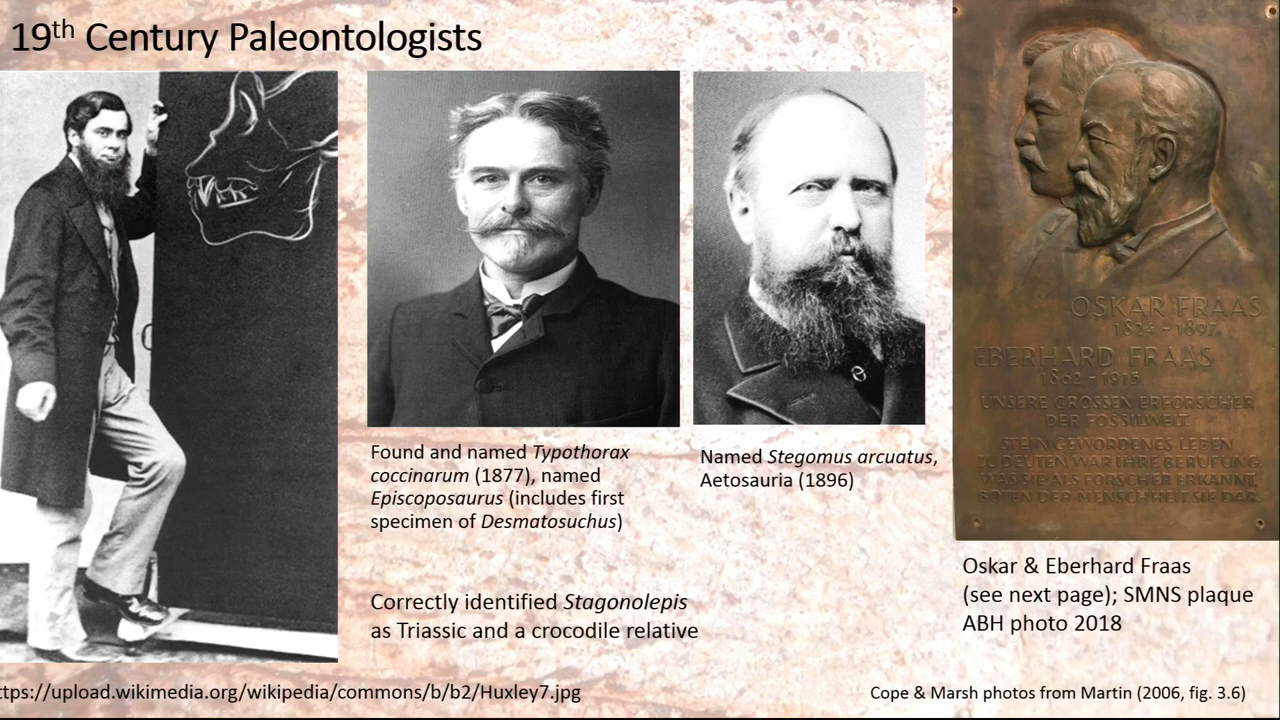 19th Century Paleontologists
OSKAR FRAAS
1824 - 1897
EBERHARD FRAAS
1862 - 1915
UNSERE GROSSEN ERFORSCHER
DER FOSSILWELT
STEIN GEWORDENES LEBEN
ZU DEUTEN WAR IHRE BERUFUNG
WAS SIE ALS FORSCHER ERKANNT,
BOTEN DER MENSCHHEIT SIE DAR.
Found and named Typothorax
coccinarum (1877), named
Episcoposaurus (includes first
specimen of Desmatosuchus)
Named Stegomus arcuatus,
Aetosauria (1896)
Correctly identified Stagonolepis
as Triassic and a crocodile relative
Oskar & Eberhard Fraas
(see next page); SMNS plaque
ABH photo 2018
ttps://upload.wikimedia.org/wikipedia/commons/b/b2/Huxley7.jpg
Cope & Marsh photos from Martin (2006, fig. 3.6)